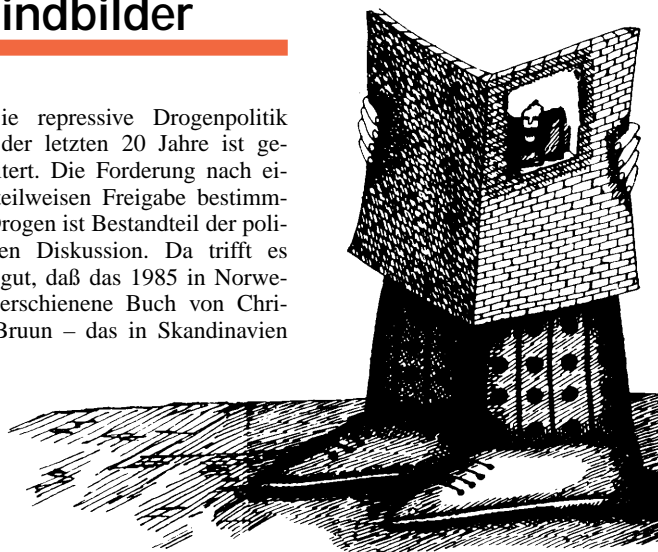 indbilder
ie repressive Drogenpolitik
der letzten 20 Jahre ist ge-
tert. Die Forderung nach ei-
teilweisen Freigabe bestimm-
Drogen ist Bestandteil der poli-
en Diskussion. Da trifft es
gut, daß das 1985 in Norwe-
erschienene Buch von Chri-
Bruun – das in Skandinavien